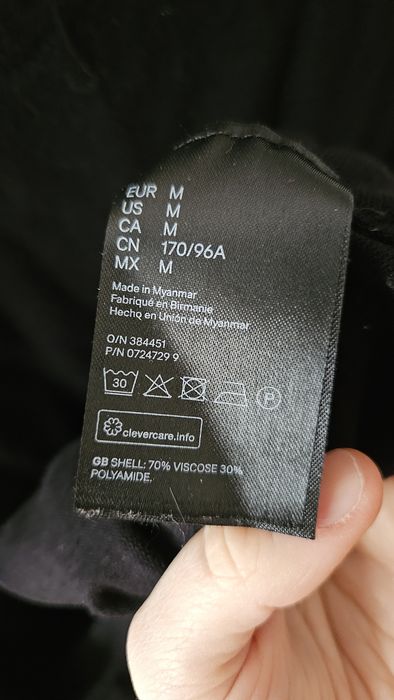 EUR M
US M
CA M
CN 170/96A
MX M
Made in Myanmar
Fabriqué en Birmanie
Hecho en Unión de Myanmar
O/N 384451
P/N 0724729 9
30
P
clevercare.info
GB SHELL: 70% VISCOSE 30%
POLYAMIDE.